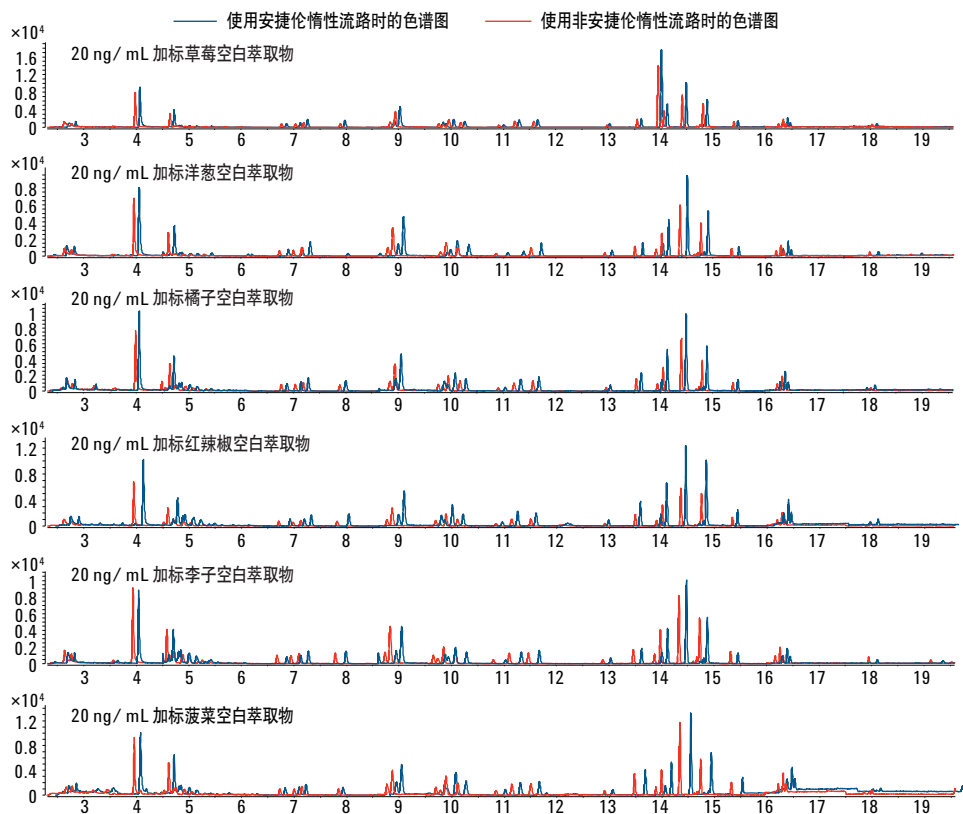 使用安捷伦惰性流路时的色谱图 使用非安捷伦惰性流路时的色谱图
×10⁴
20 ng/ mL 加标草莓空白萃取物
1.6
1.2
0.8
0.4
0
3 4 5 6 7 8 9 10 11 12 13 14 15 16 17 18 19
×10⁴
20 ng/ mL 加标洋葱空白萃取物
0.8
0.6
0.4
0.2
0
3 4 5 6 7 8 9 10 11 12 13 14 15 16 17 18 19
×10⁴
20 ng/ mL 加标橘子空白萃取物
1
0.8
0.6
0.4
0.2
0
3 4 5 6 7 8 9 10 11 12 13 14 15 16 17 18 19
20 ng/ mL 加标红辣椒空白萃取物
1.2
0.8
0.4
0
3 4 5 6 7 8 9 10 11 12 13 14 15 16 17 18 19
×10⁴
20 ng/ mL 加标李子空白萃取物
1
0.8
0.6
0.4
0.2
0
3 4 5 6 7 8 9 10 11 12 13 14 15 16 17 18 19
×10⁴
20 ng/ mL 加标菠菜空白萃取物
1.2
0.8
0.4
0
3 4 5 6 7 8 9 10 11 12 13 14 15 16 17 18 19